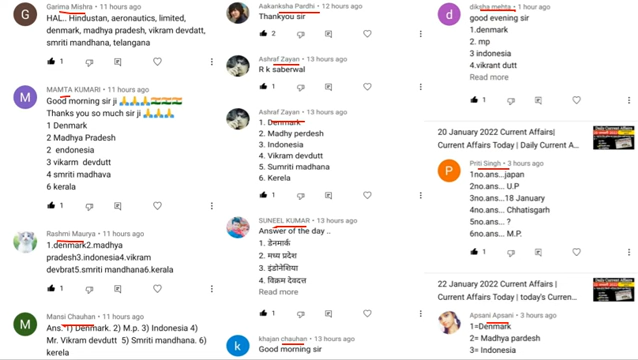 G
Garima Mishra • 11 hours ago
HAL.. Hindustan, aeronautics, limited,
denmark, madhya pradesh, vikram devdatt,
smriti mandhana, telangana
1
M
MAMTA KUMARI • 11 hours ago
Good morning sir ji 🙏🙏🙏🇮🇳🇮🇳🇮🇳
Thanks you so much sir ji 🙏🙏🙏
1 Denmark
2 Madhya Pradesh
2 endonesia
3 vikarm devdutt
4 smriti madhava
6 kerala
1
Rashmi Maurya • 11 hours ago
1.denmark2.madhya
pradesh3.indonesia4.vikram
devbrat5.smriti mandhana6.kerala
1
M
Mansi Chauhan • 11 hours ago
Ans. 1) Denmark. 2) M.p. 3) Indonesia 4)
Mr. Vikram devdutt 5) Smriti mandhana. 6)
kerela
Aakanksha Pardhi • 12 hours ago
Thankyou sir
2
Ashraf Zayan • 13 hours ago
R k saberwal
1
Ashraf Zayan • 13 hours ago
1. Denmark
2. Madhy perdesh
3. Indonesia
4. Vikram devdutt
5. Sumriti mandhana
6. Kerela
1
SUNEEL KUMAR • 13 hours ago
Answer of the day ..
1. डेनमार्क
2. मध्य प्रदेश
3. इंडोनेशिया
4. विक्रम देवदत्त
Read more
1
k
khajan chauhan • 13 hours ago
Good morning sir
d
diksha mehta • 1 hour ago
good evening sir
1.denmark
2. mp
3 indonesia
4.vikrant dutt
Read more
1
20 January 2022 Current Affairs|
Current Affairs Today | Daily Current A...
P
Priti Singh • 3 hours ago
1no.ans...japan
2no.ans... U.P
3no.ans...18 January
4no.ans... Chhatisgarh
5no.ans... ?
6no.ans... M.P.
1
22 January 2022 Current Affairs |
Current Affairs Today | today's Curren...
Apsani Apsani • 3 hours ago
1=Denmark
2= Madhya pardesh
3= Indonesia